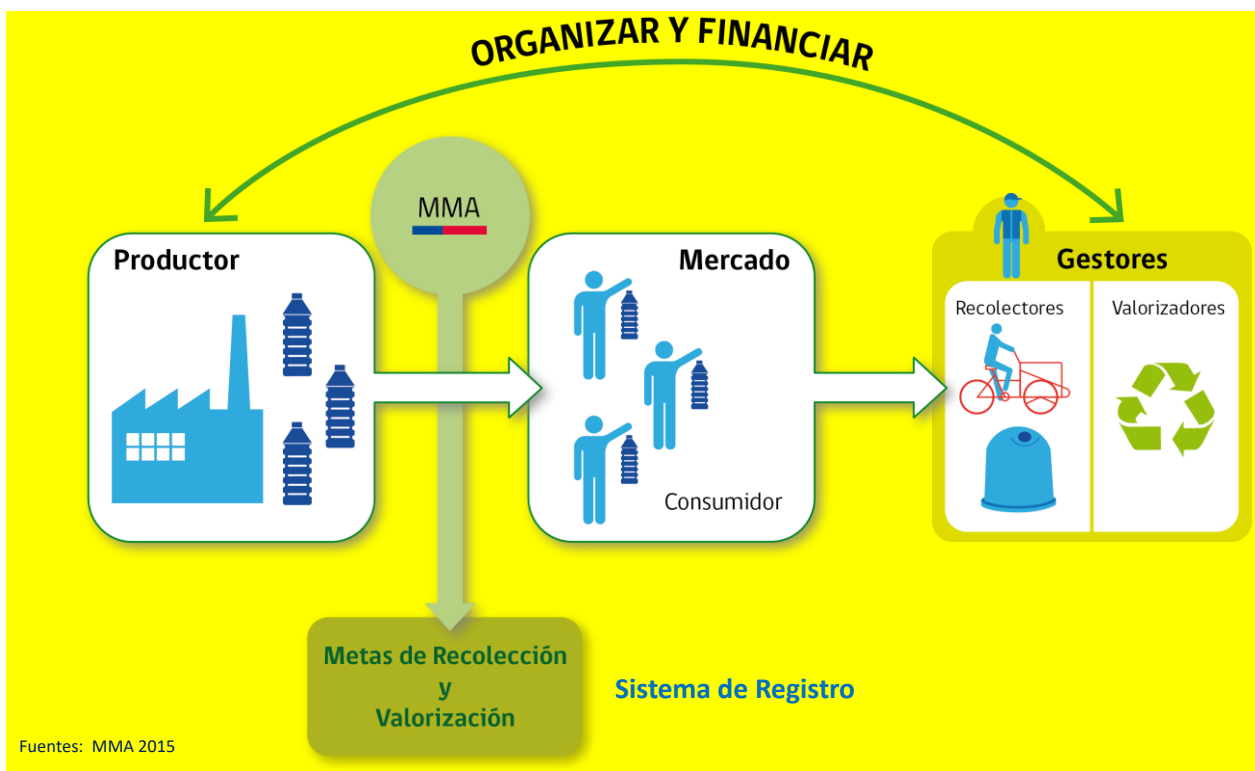 ORGANIZAR Y FINANCIAR
MMA
Productor
Mercado
Consumidor
Gestores
Recolectores
Valorizadores
Metas de Recolección
y
Valorización
Sistema de Registro
Fuentes: MMA 2015